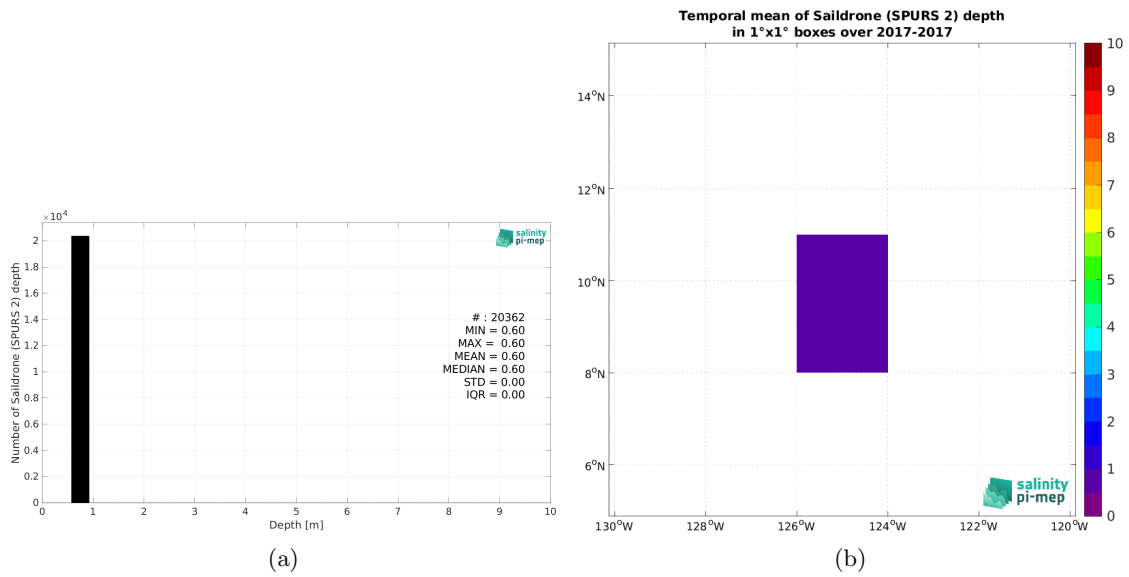 ×10⁴
2
1.8
1.6
1.4
1.2
1
0.8
0.6
0.4
0.2
0
Number of Saildrone (SPURS 2) depth
salinity
pi-mep
# : 20362
MIN = 0.60
MAX = 0.60
MEAN = 0.60
MEDIAN = 0.60
STD = 0.00
IQR = 0.00
0 1 2 3 4 5 6 7 8 9 10
Depth [m]
(a)
Temporal mean of Saildrone (SPURS 2) depth
in 1°x1° boxes over 2017-2017
14°N
12°N
10°N
8°N
6°N
130°W 128°W 126°W 124°W 122°W 120°W
salinity
pi-mep
10
9
8
7
6
5
4
3
2
1
0
(b)